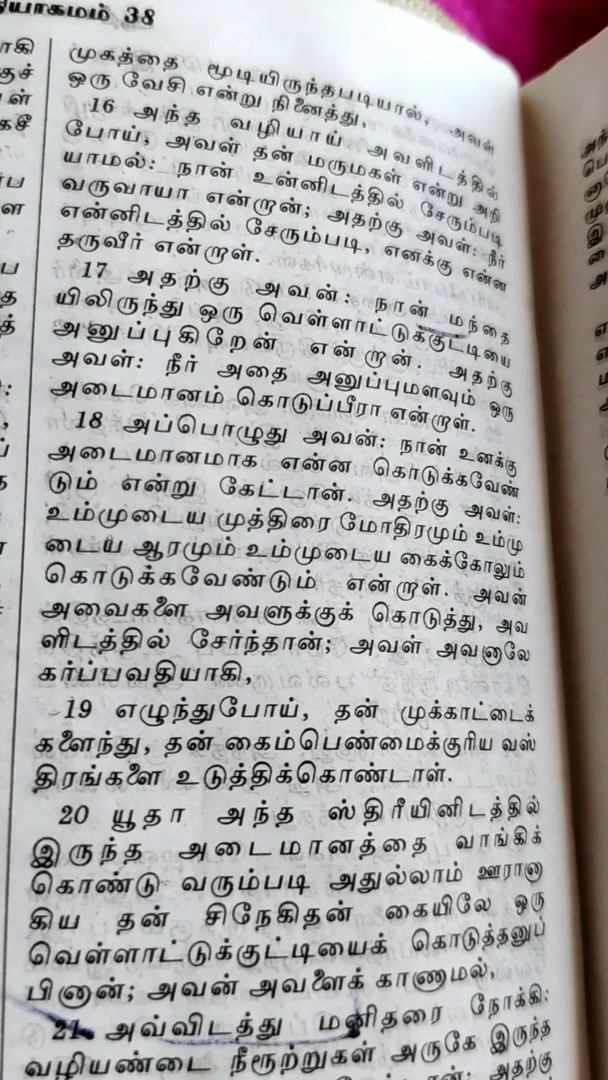 யாகமம் 38
முகத்தை மூடியிருந்தபடியால், அவள்
ஒரு வேசி என்று நினைத்து,
16 அந்த வழியாய் அவளிடத்தில்
போய், அவள் தன் மருமகள் என்று அறி
யாமல்: நான் உன்னிடத்தில் சேரும்படி
வருவாயா என்றான்; அதற்கு அவள்: நீர்
என்னிடத்தில் சேரும்படி, எனக்கு என்ன
தருவீர் என்றாள்.
17 அதற்கு அவன்: நான் மந்தை
யிலிருந்து ஒரு வெள்ளாட்டுக்குட்டியை
அனுப்புகிறேன் என்றான். அதற்கு
அவள்: நீர் அதை அனுப்புமளவும் ஒரு
அடைமானம் கொடுப்பீரா என்றாள்.
18 அப்பொழுது அவன்: நான் உனக்கு
அடைமானமாக என்ன கொடுக்கவேண்
டும் என்று கேட்டான். அதற்கு அவள்:
உம்முடைய முத்திரை மோதிரமும் உம்மு
டைய ஆரமும் உம்முடைய கைக்கோலும்
கொடுக்கவேண்டும் என்றாள். அவன்
அவைகளை அவளுக்குக் கொடுத்து, அவ
ளிடத்தில் சேர்ந்தான்; அவள் அவனாலே
கர்ப்பவதியாகி,
19 எழுந்துபோய், தன் முக்காட்டைக்
களைந்து, தன் கைம்பெண்மைக்குரிய வஸ்
திரங்களை உடுத்திக்கொண்டாள்.
20 யூதா அந்த ஸ்திரீயினிடத்தில்
இருந்த அடைமானத்தை வாங்கிக்
கொண்டு வரும்படி அதுல்லாம் ஊரானா
கிய தன் சிநேகிதன் கையிலே ஒரு
வெள்ளாட்டுக்குட்டியைக் கொடுத்தனுப்
பினான்; அவன் அவளைக் காணாமல்,
21 அவ்விடத்து மனிதரை நோக்கி:
வழியண்டை நீரூற்றுகள் அருகே இருந்த
அதற்கு